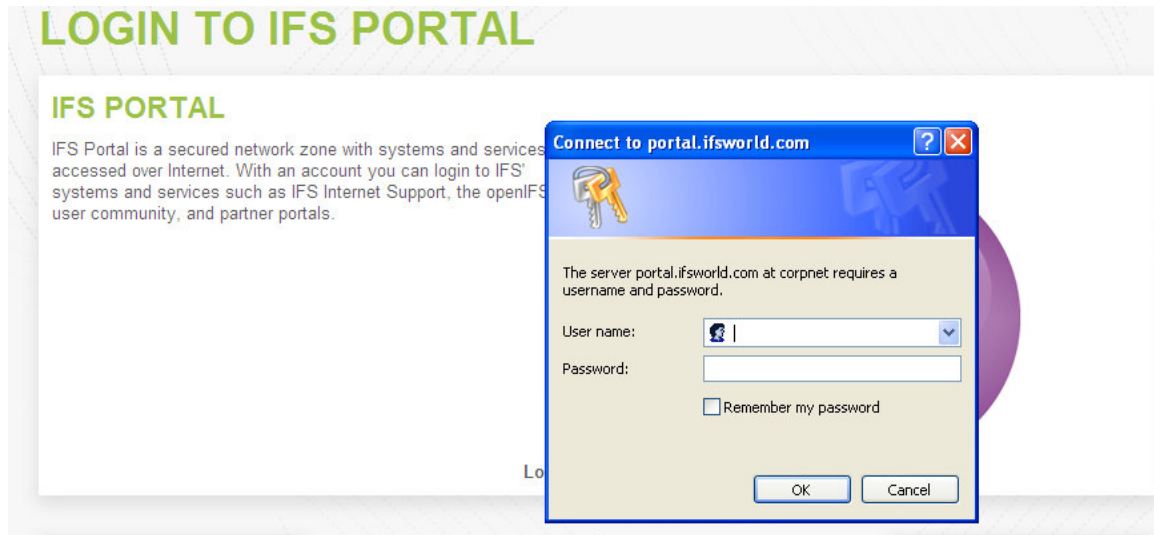 LOGIN TO IFS PORTAL
IFS PORTAL
IFS Portal is a secured network zone with systems and services
accessed over Internet. With an account you can login to IFS'
systems and services such as IFS Internet Support, the openIFS
user community, and partner portals.
Connect to portal.ifsworld.com
The server portal.ifsworld.com at corpnet requires a
username and password.
User name:
Password:
Remember my password
OK Cancel